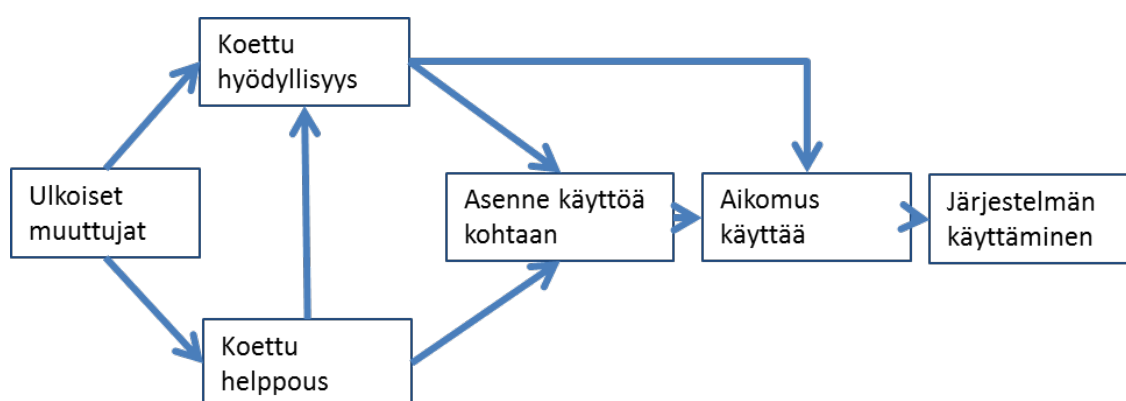 Koettu
hyödyllisyys
Ulkoiset
muuttujat
Asenne käyttöä
kohtaan
Aikomus
käyttää
Järjestelmän
käyttäminen
Koettu
helppous